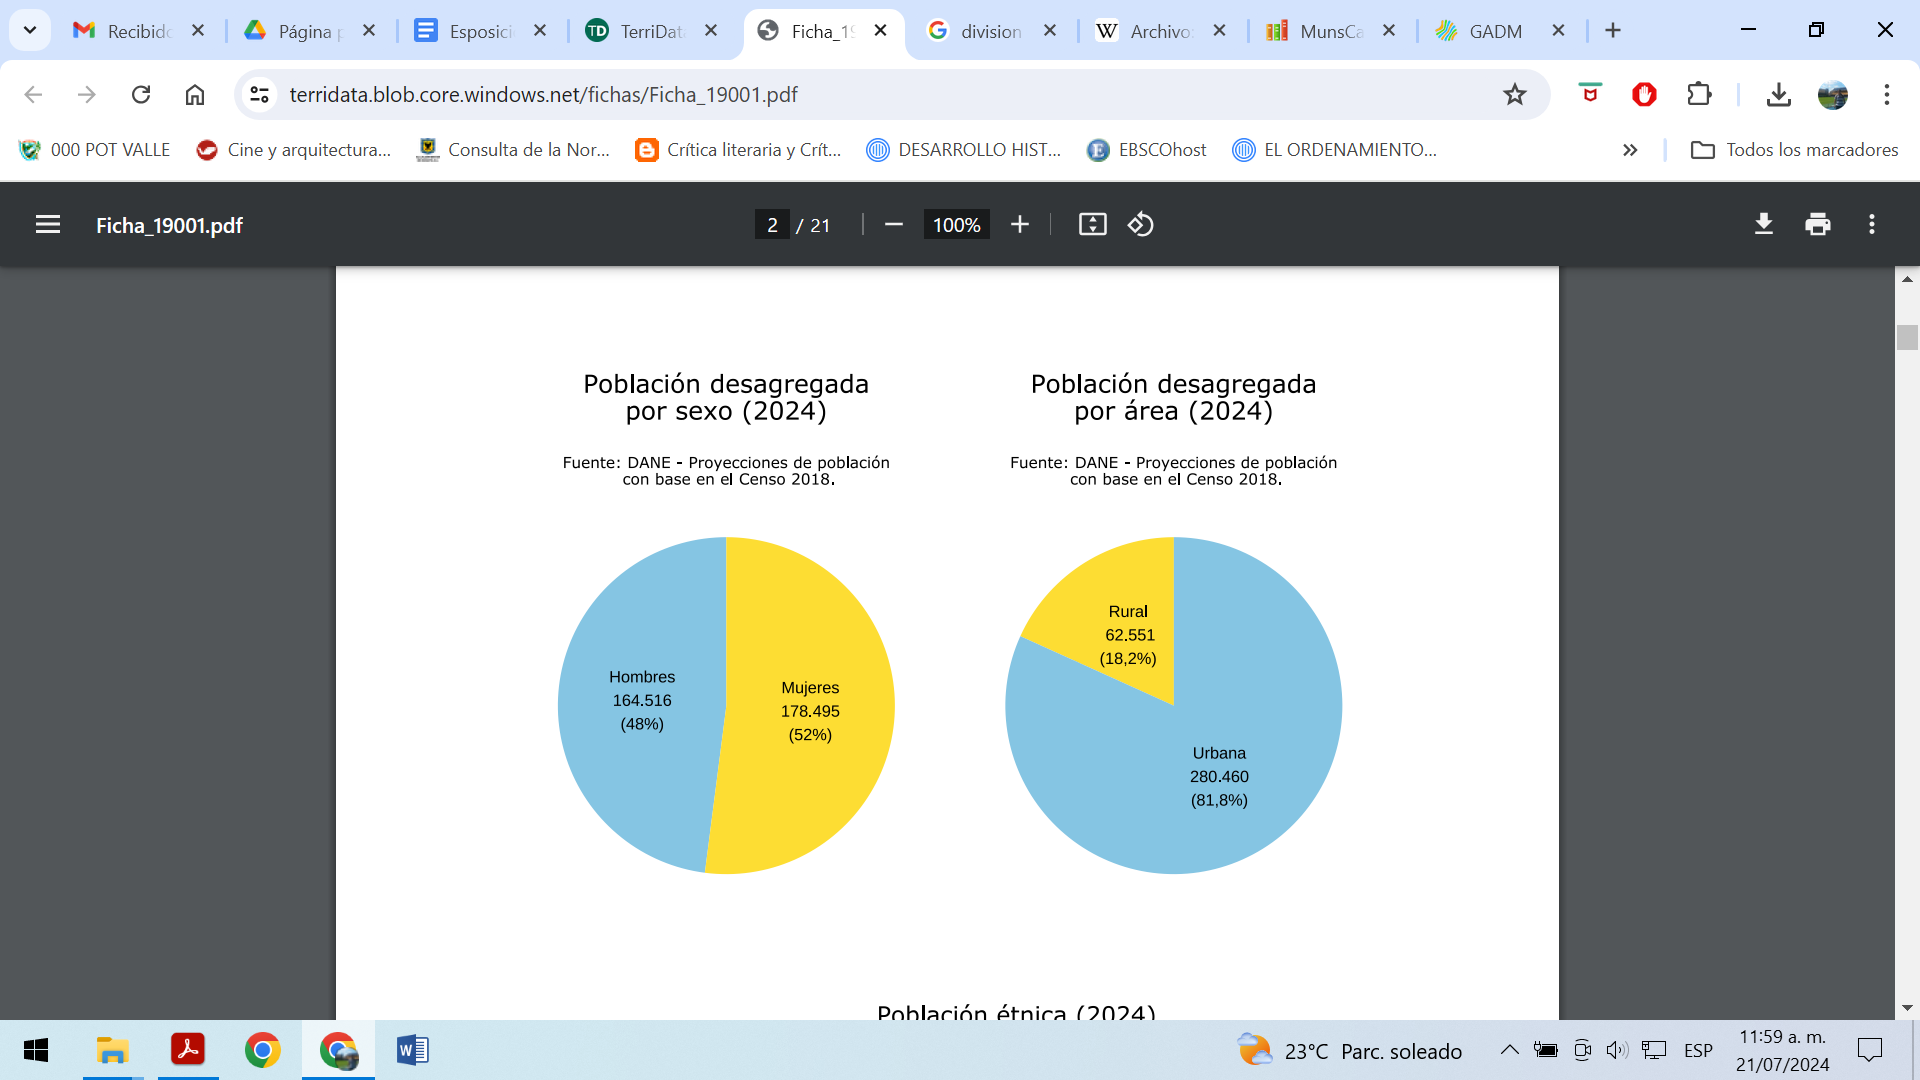 Recibido
Página p
Esposici
TerriData
Ficha_19
division
W
Archivo:
MunsCa
GADM
terridata.blob.core.windows.net/fichas/Ficha_19001.pdf
000 POT VALLE
Cine y arquitectura...
Consulta de la Nor...
Crítica literaria y Crít...
DESARROLLO HIST...
EBSCOhost
EL ORDENAMIENTO...
Todos los marcadores
Ficha_19001.pdf
2 / 21
100%
Población desagregada
por sexo (2024)
Fuente: DANE - Proyecciones de población
con base en el Censo 2018.
Hombres
164.516
(48%)
Mujeres
178.495
(52%)
Población desagregada
por área (2024)
Fuente: DANE - Proyecciones de población
con base en el Censo 2018.
Rural
62.551
(18,2%)
Urbana
280.460
(81,8%)
Población étnica (2024)
23°C Parc. soleado
ESP
11:59 a. m.
21/07/2024